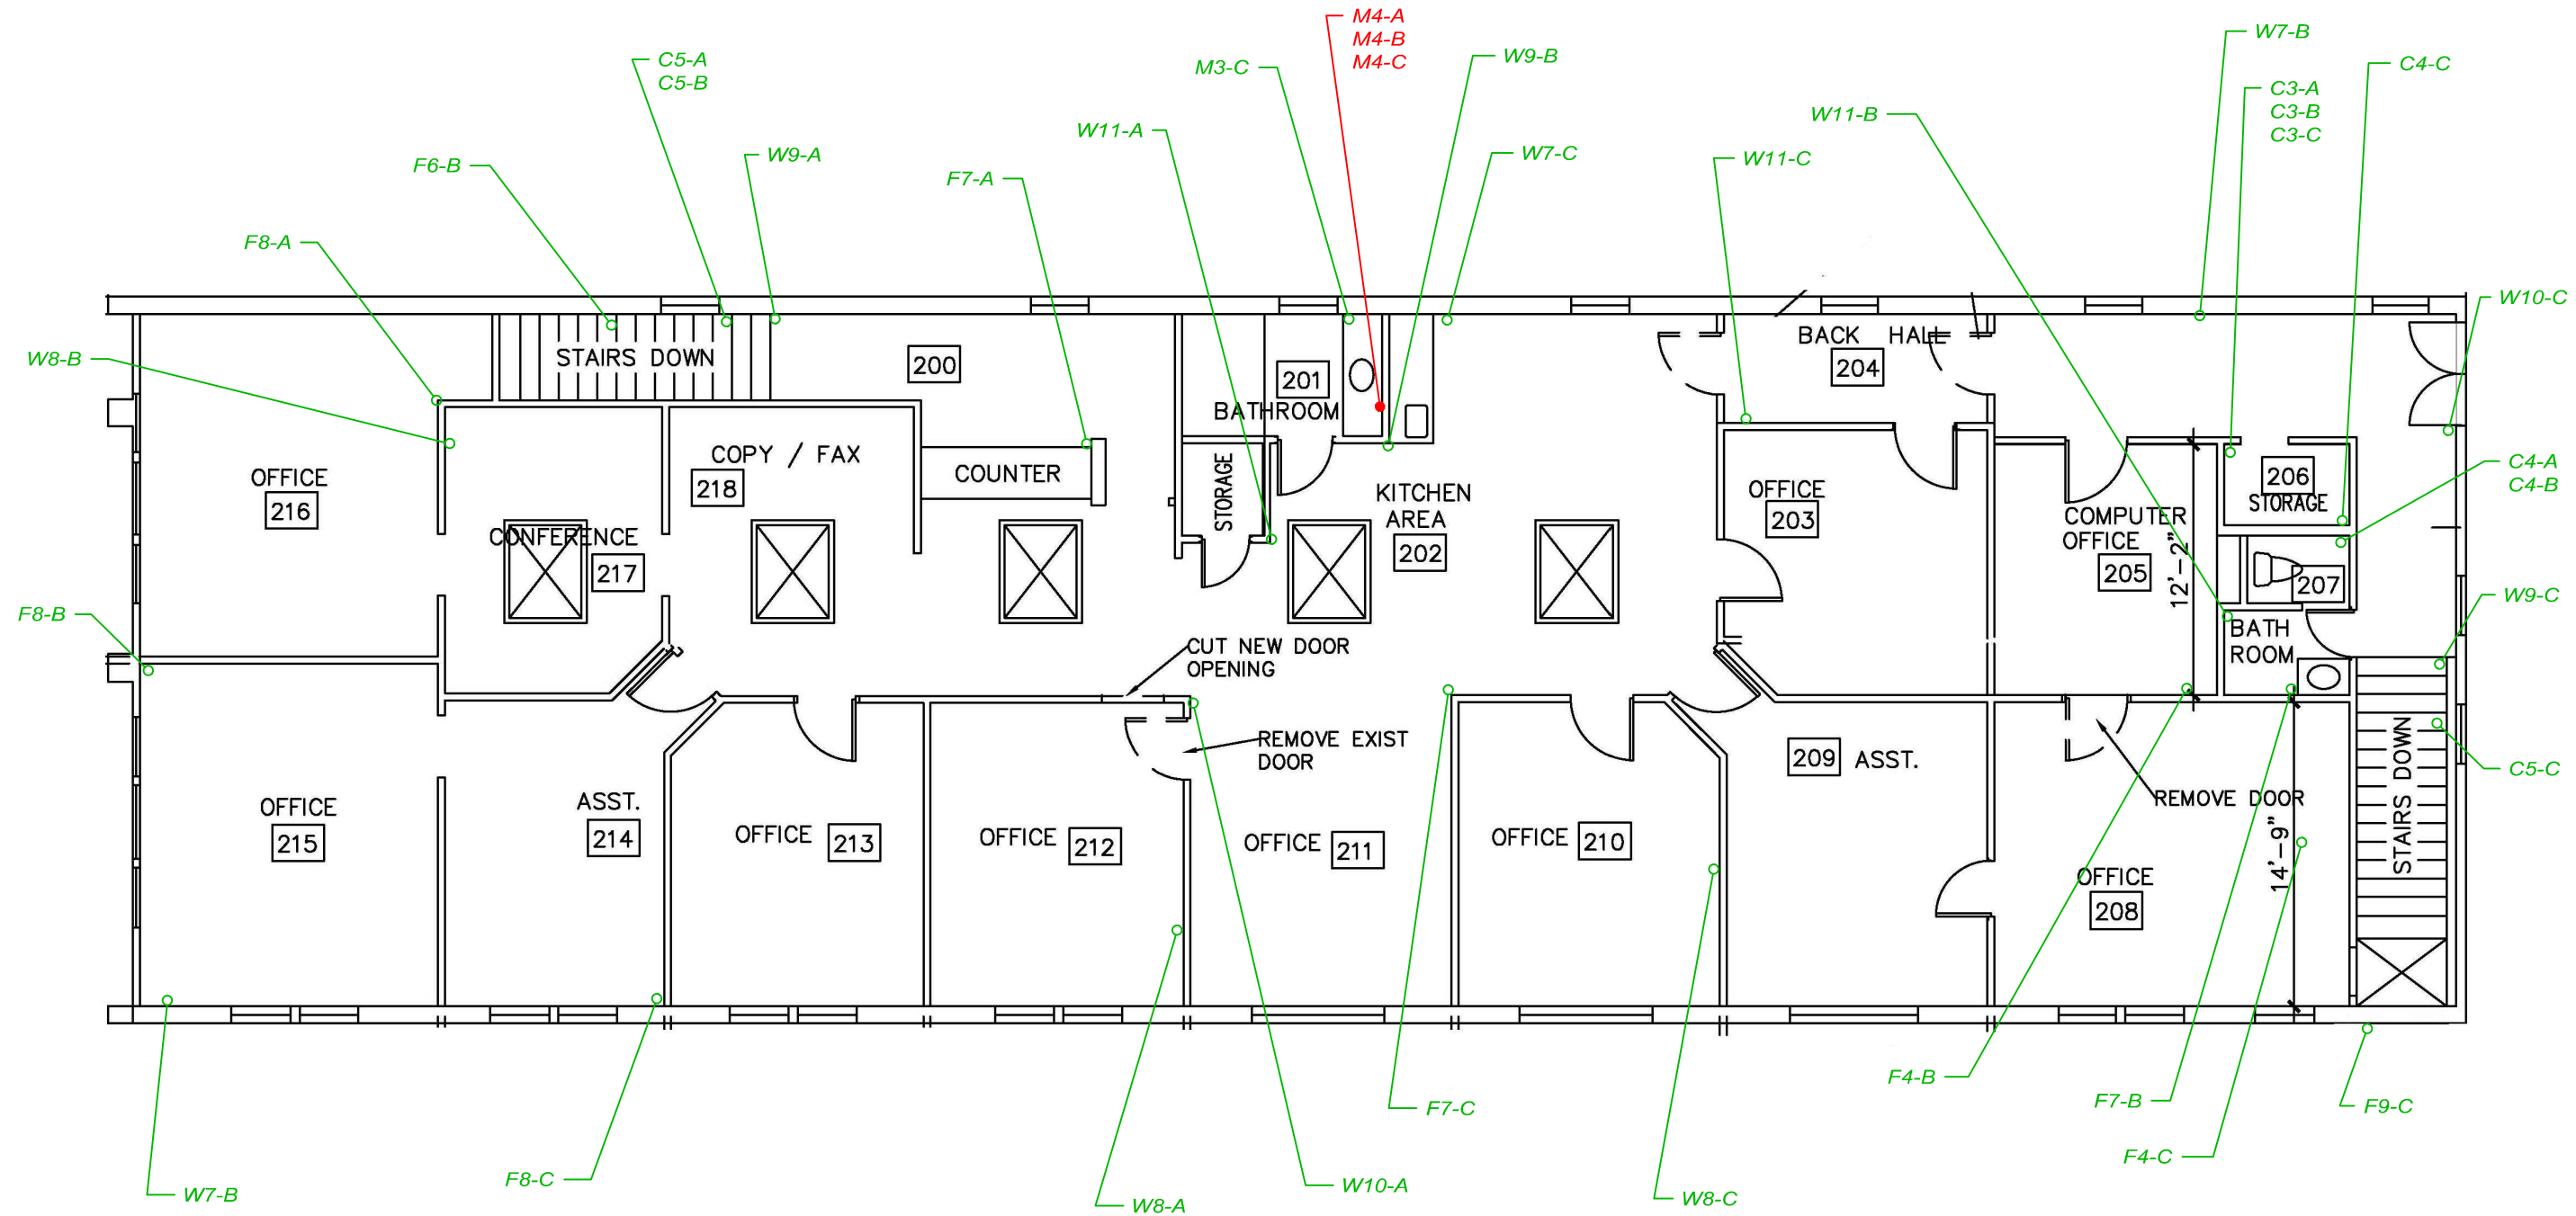 M4-A
M4-B
M4-C
W7-B
C5-A
C5-B
M3-C
W9-B
C4-C
C3-A
C3-B
C3-C
W11-A
W11-B
F6-B
W9-A
F7-A
W7-C
W11-C
F8-A
W10-C
W8-B
STAIRS DOWN
200
201
BATHROOM
BACK HALL
204
OFFICE
216
COPY / FAX
218
COUNTER
STORAGE
KITCHEN
AREA
202
OFFICE
203
COMPUTER
OFFICE
205
12'-2"
206
STORAGE
C4-A
C4-B
CONFERENCE
217
207
BATH
ROOM
W9-C
F8-B
CUT NEW DOOR
OPENING
REMOVE EXIST
DOOR
209 ASST.
STAIRS DOWN
C5-C
REMOVE DOOR
OFFICE
215
ASST.
214
OFFICE 213
OFFICE 212
OFFICE 211
OFFICE 210
14'-9"
OFFICE
208
F4-B
F7-C
F7-B
F9-C
F4-C
F8-C
W7-B
W8-A
W10-A
W8-C